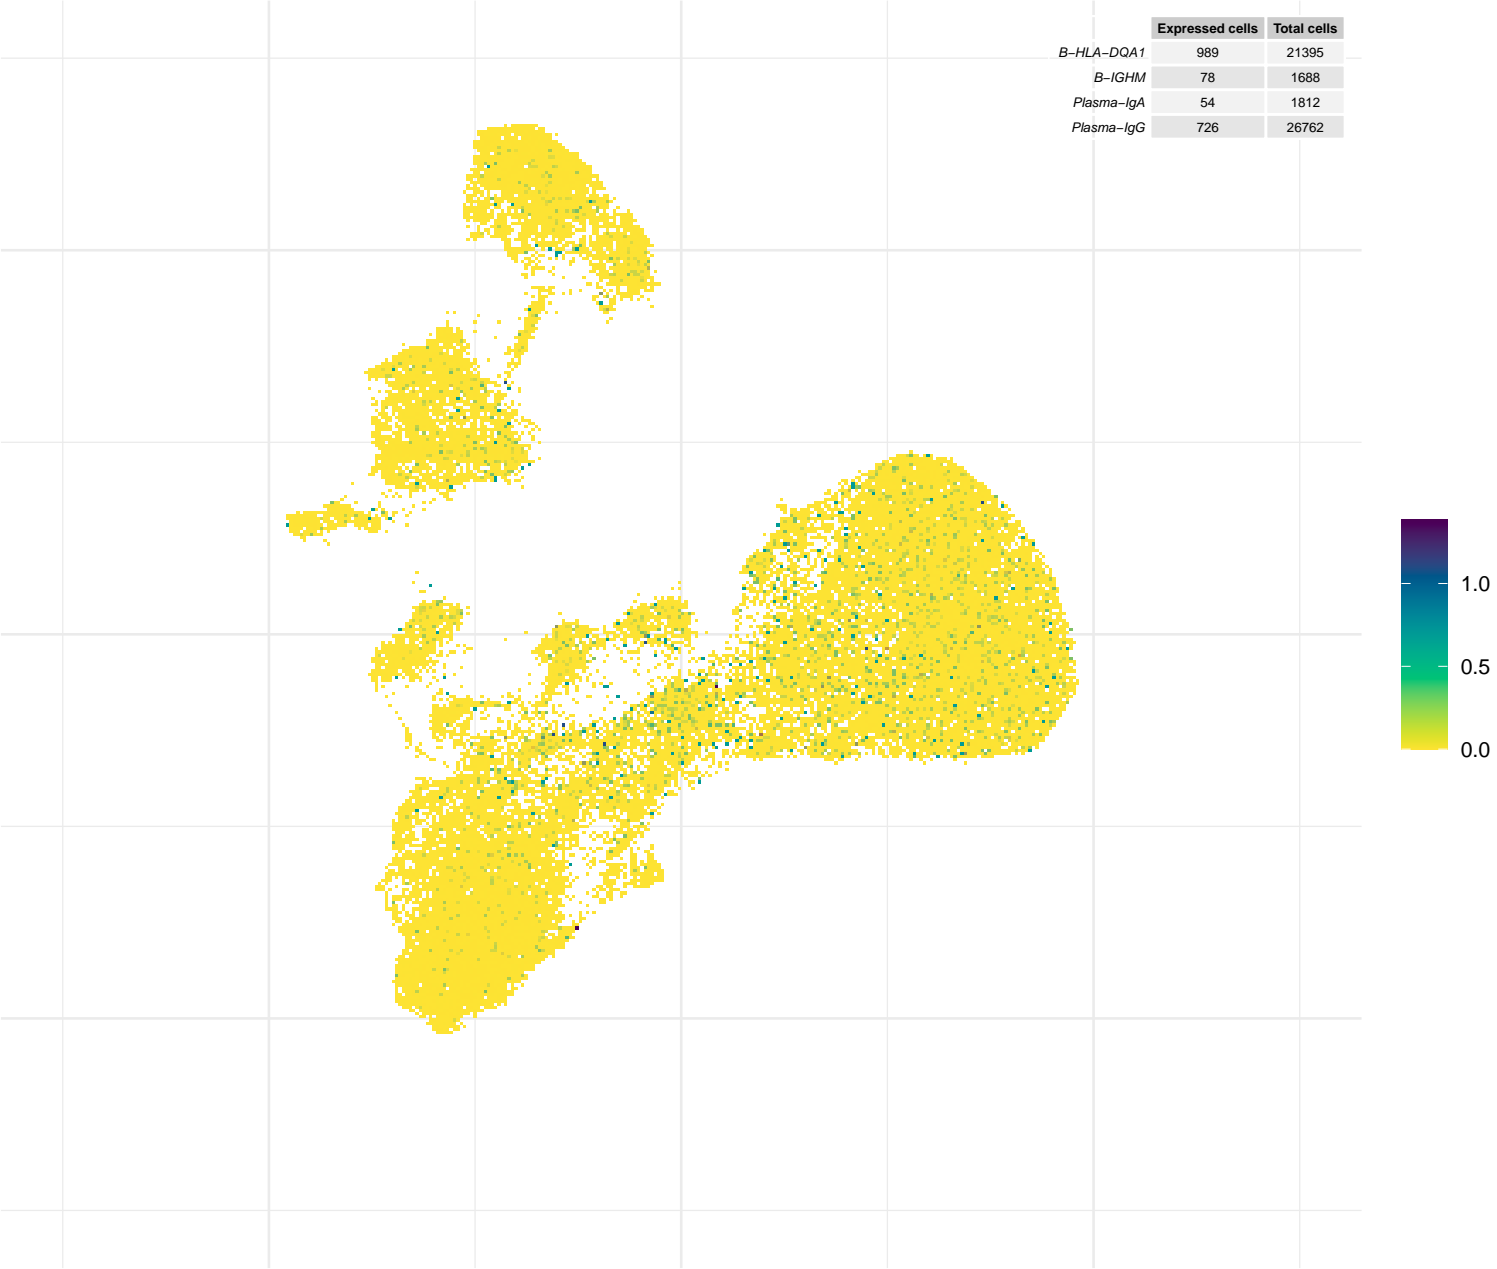 Expressed cells Total cells
B−HLA−DQA1 989 21395
B−IGHM 78 1688
Plasma−IgA 54 1812
Plasma−IgG 726 26762
1.0
0.5
0.0